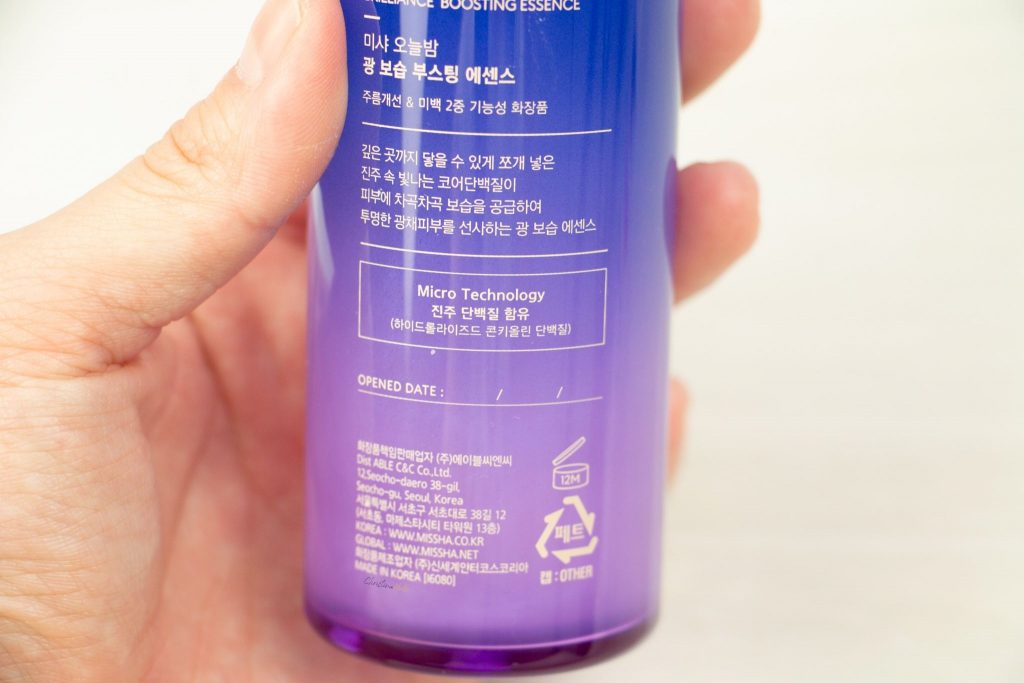 BRILLIANCE BOOSTING ESSENCE
미샤 오늘밤
광 보습 부스팅 에센스
주름개선 & 미백 2중 기능성 화장품
깊은 곳까지 닿을 수 있게 쪼개 넣은
진주 속 빛나는 코어단백질이
피부에 차곡차곡 보습을 공급하여
투명한 광채피부를 선사하는 광 보습 에센스
Micro Technology
진주 단백질 함유
(하이드롤라이즈드 콘키올린 단백질)
OPENED DATE : / /
화장품책임판매업자 (주)에이블씨엔씨
Dist ABLE C&C Co.,Ltd.
12,Seocho-daero 38-gil,
Seocho-gu, Seoul, Korea
서울특별시 서초구 서초대로 38길 12
(서초동, 마제스타시티 타워원 13층)
KOREA : WWW.MISSHA.CO.KR
GLOBAL : WWW.MISSHA.NET
화장품제조업자 (주)신세계인터코스코리아
MADE IN KOREA [I6080]
12M
페트
캡 : OTHER